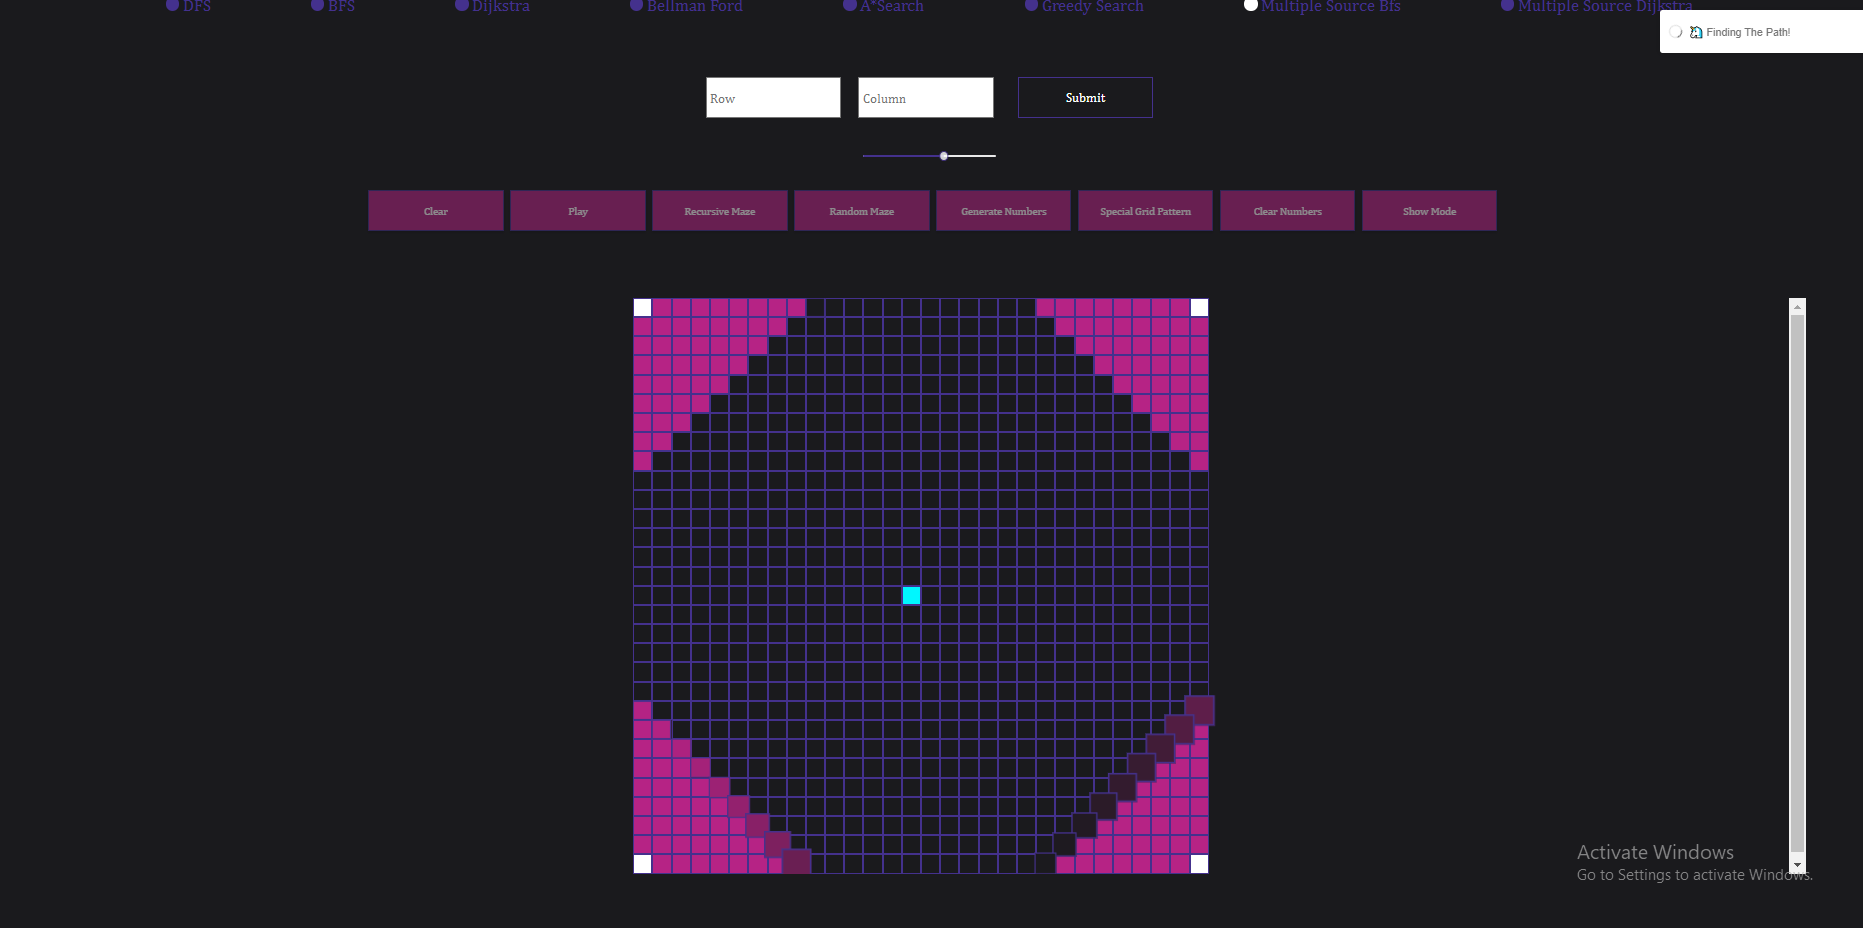 DFS BFS Dijkstra Bellman Ford A*Search Greedy Search Multiple Source Bfs Multiple Source Dijkstra
Finding The Path!
Row Column Submit
Clear Play Recursive Maze Random Maze Generate Numbers Special Grid Pattern Clear Numbers Show Mode
Activate Windows
Go to Settings to activate Windows.